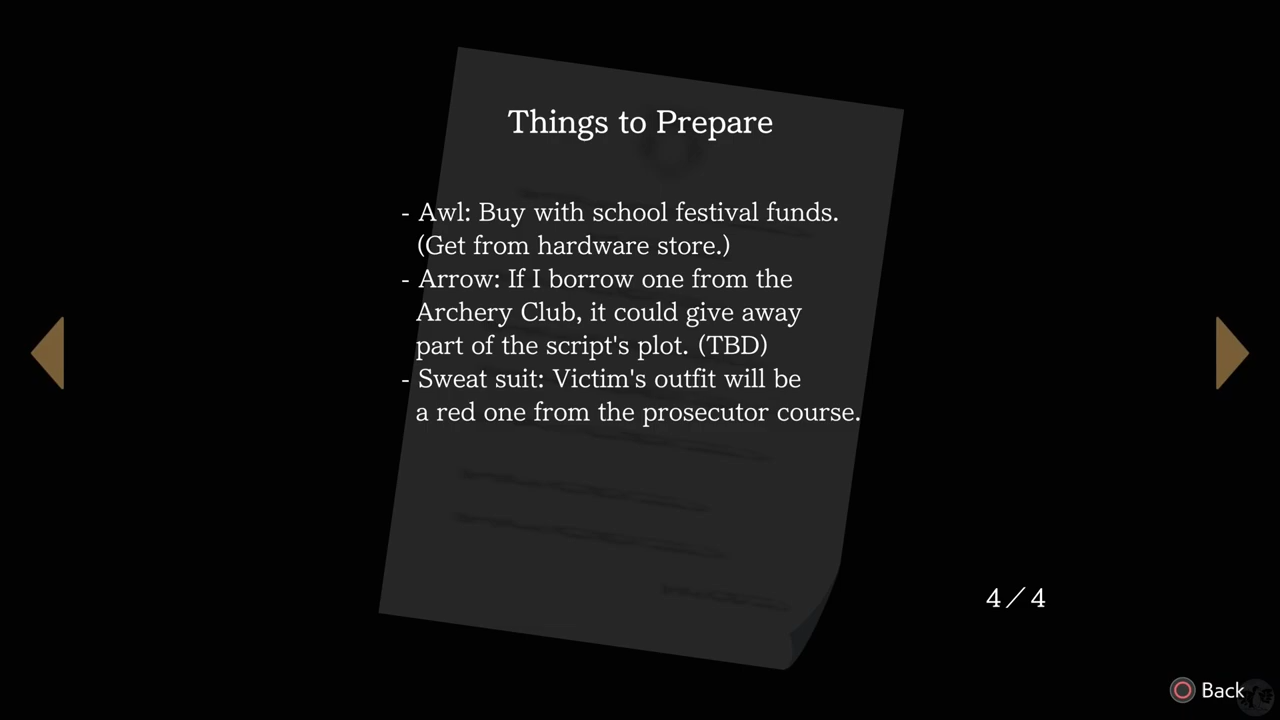 Things to Prepare
- Awl: Buy with school festival funds.
(Get from hardware store.)
- Arrow: If I borrow one from the
Archery Club, it could give away
part of the script's plot. (TBD)
- Sweat suit: Victim's outfit will be
a red one from the prosecutor course.
4／4
Back